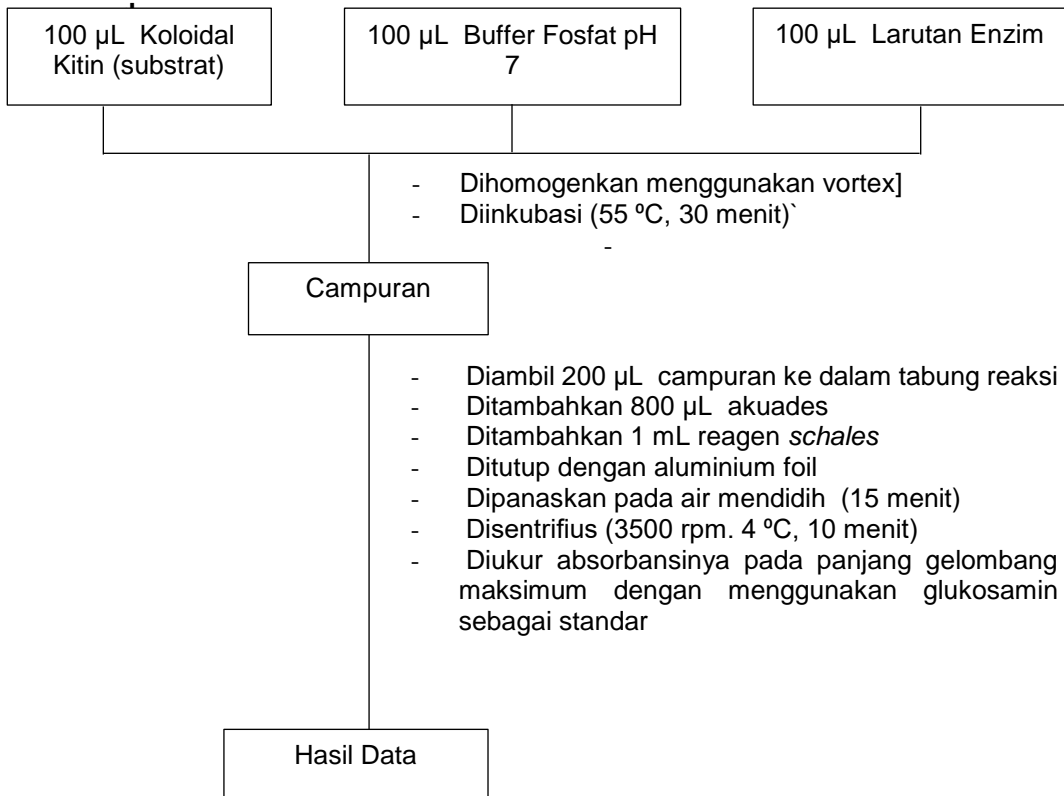 100 µL Koloidal
Kitin (substrat)
100 µL Buffer Fosfat pH
7
100 µL Larutan Enzim
- Dihomogenkan menggunakan vortex]
- Diinkubasi (55 ºC, 30 menit)`
-
Campuran
- Diambil 200 µL campuran ke dalam tabung reaksi
- Ditambahkan 800 µL akuades
- Ditambahkan 1 mL reagen schales
- Ditutup dengan aluminium foil
- Dipanaskan pada air mendidih (15 menit)
- Disentrifius (3500 rpm. 4 ºC, 10 menit)
- Diukur absorbansinya pada panjang gelombang
maksimum dengan menggunakan glukosamin
sebagai standar
Hasil Data